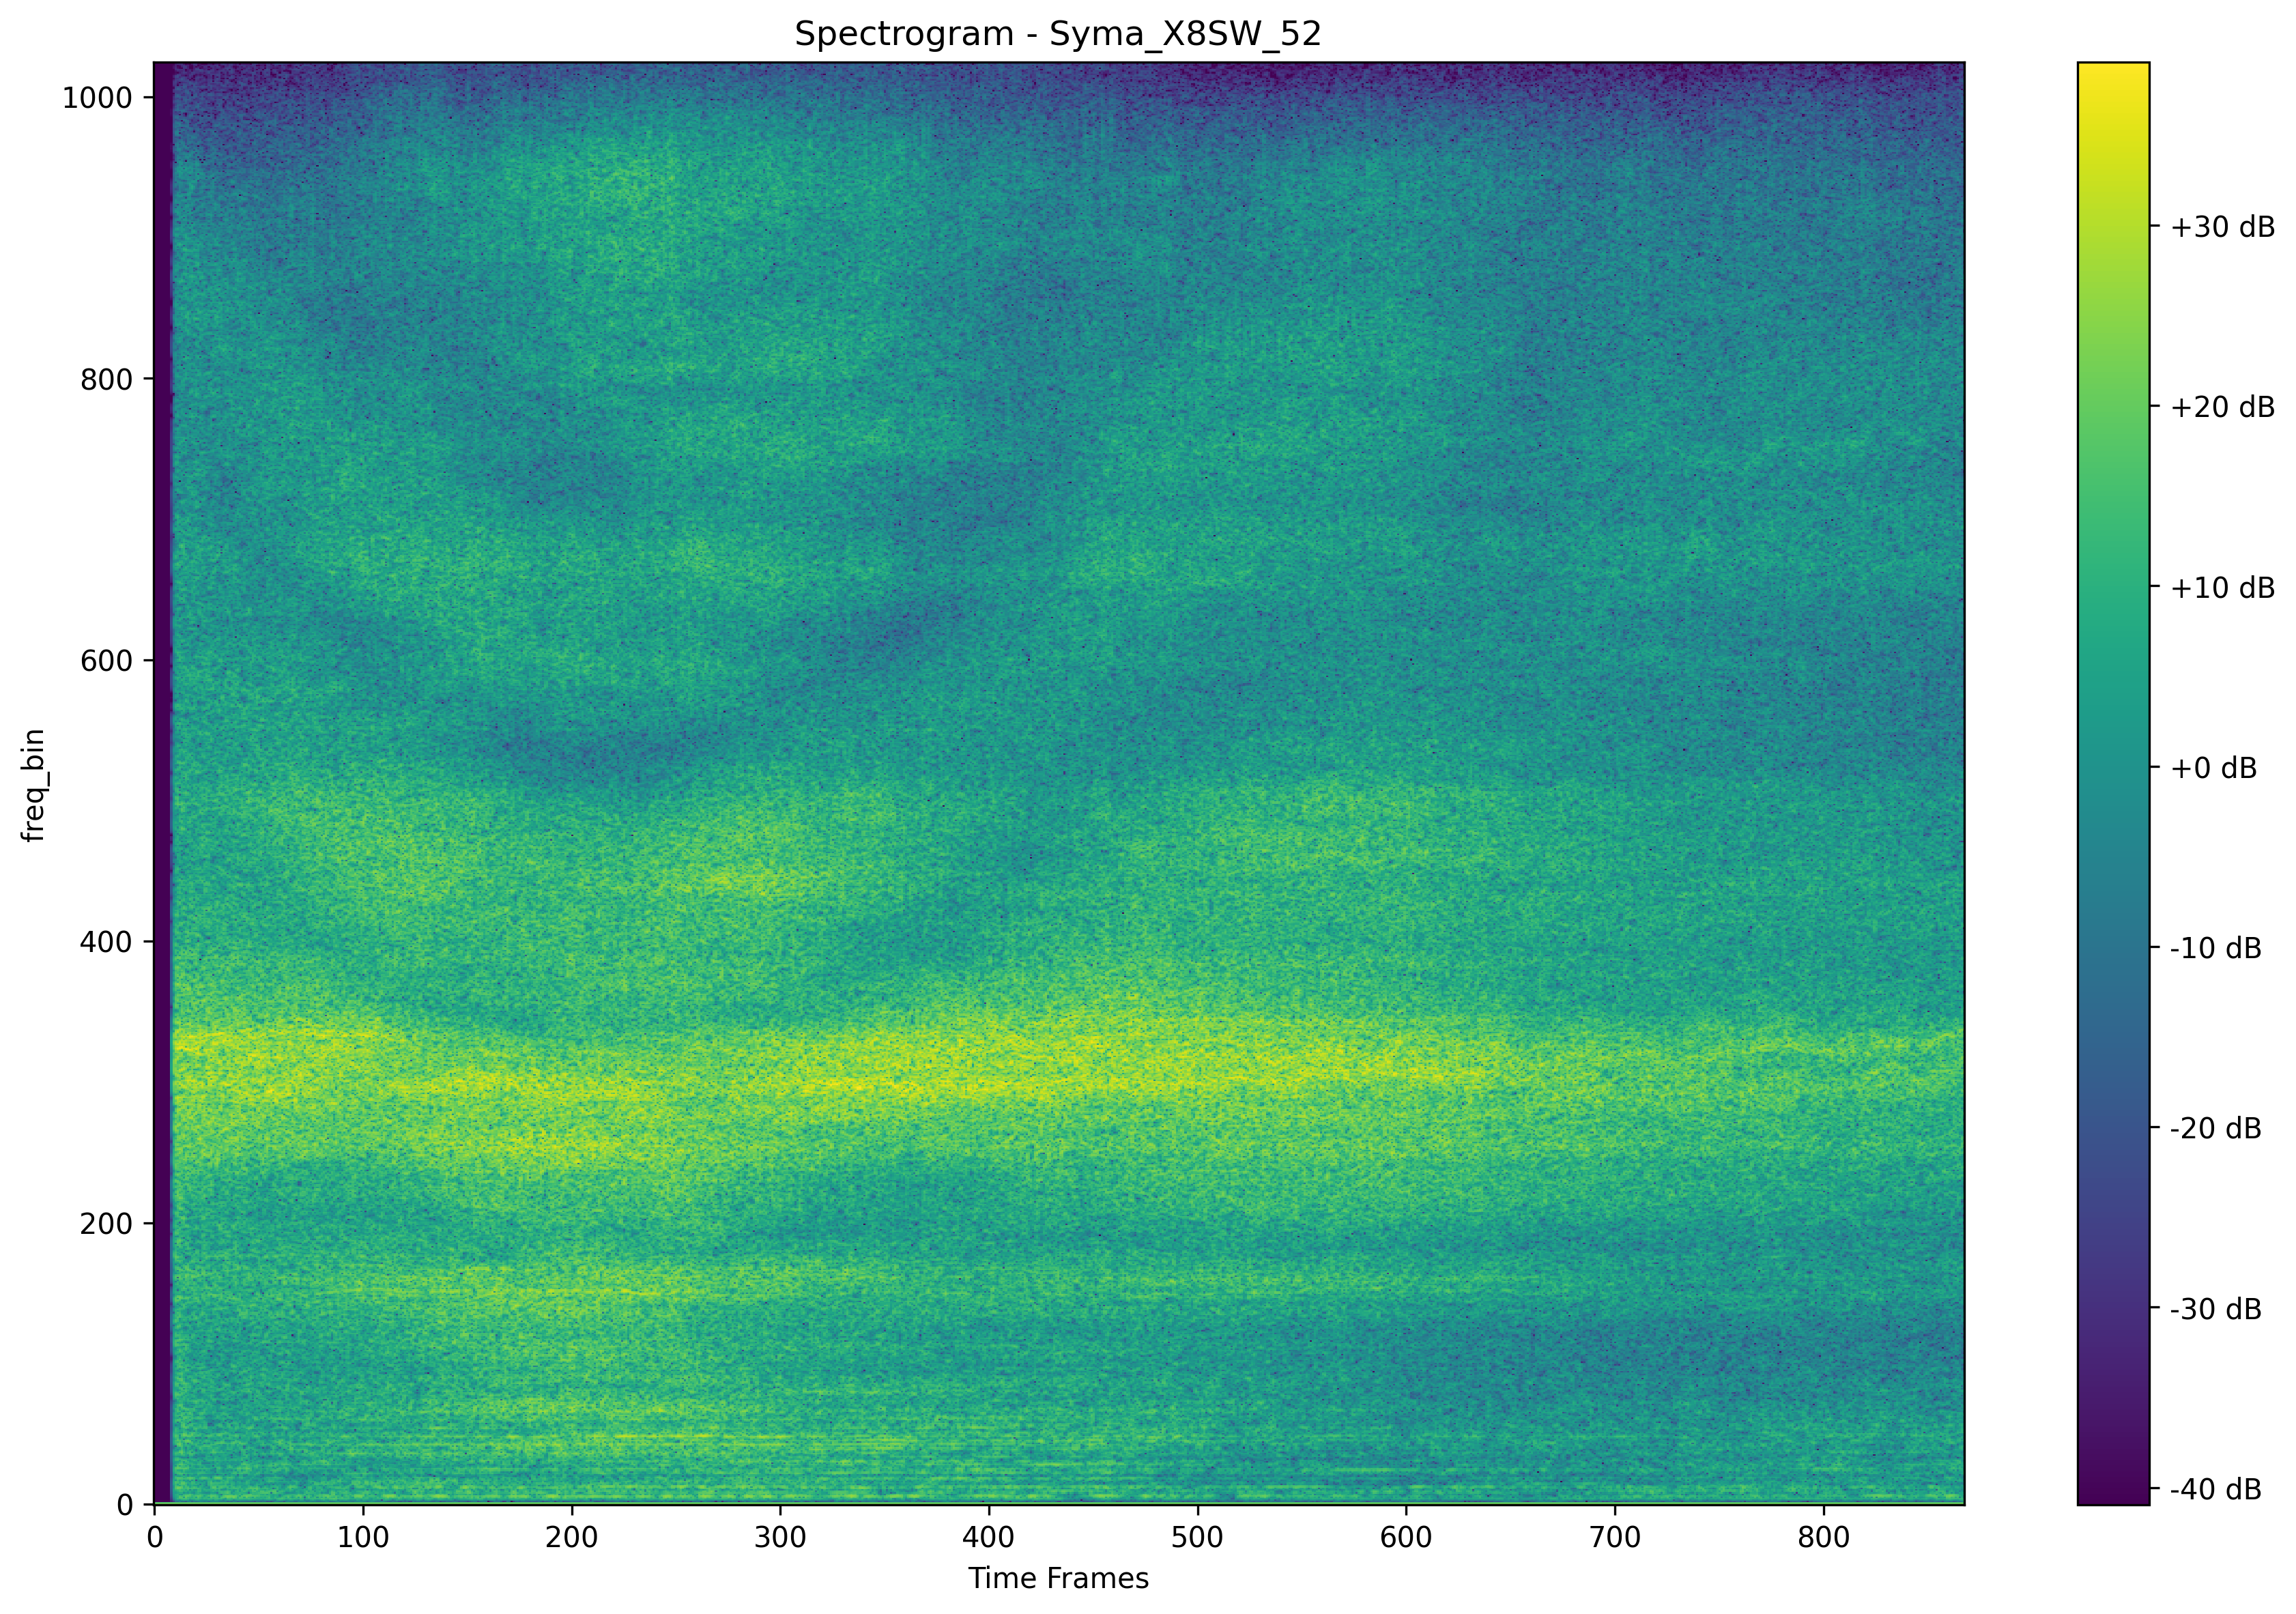 Spectrogram - Syma_X8SW_52
1000
800
600
400
200
0
freq_bin
0 100 200 300 400 500 600 700 800
Time Frames
+30 dB
+20 dB
+10 dB
+0 dB
-10 dB
-20 dB
-30 dB
-40 dB